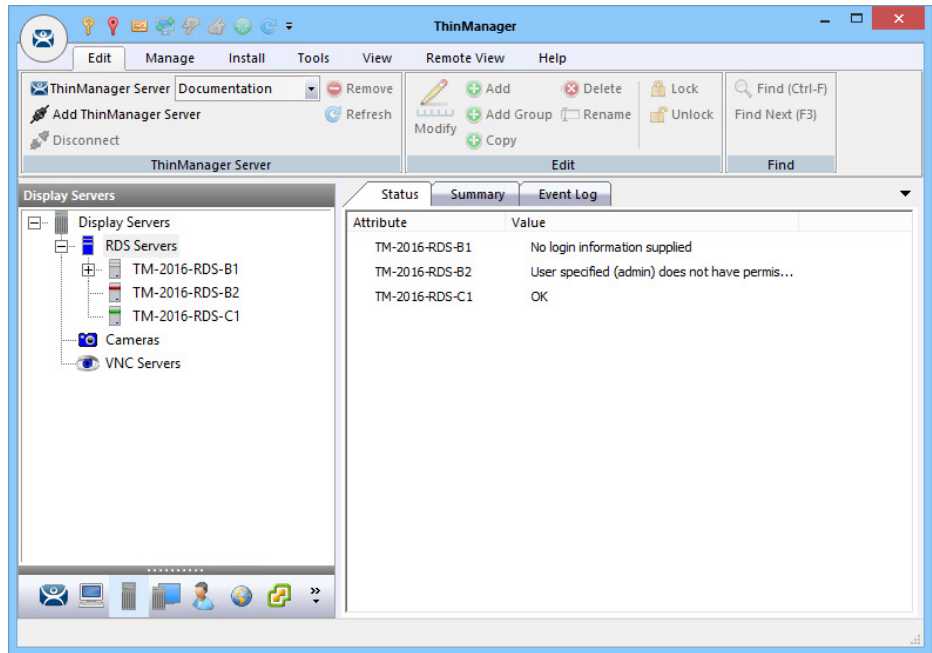 ThinManager
Edit Manage Install Tools View Remote View Help
ThinManager Server Documentation Remove Add Delete Lock Find (Ctrl-F)
Add ThinManager Server Refresh Modify Add Group Rename Unlock Find Next (F3)
Disconnect Copy
ThinManager Server Edit Find
Display Servers Status Summary Event Log
Display Servers Attribute Value
RDS Servers TM-2016-RDS-B1 No login information supplied
TM-2016-RDS-B1 TM-2016-RDS-B2 User specified (admin) does not have permis...
TM-2016-RDS-B2 TM-2016-RDS-C1 OK
TM-2016-RDS-C1
Cameras
VNC Servers